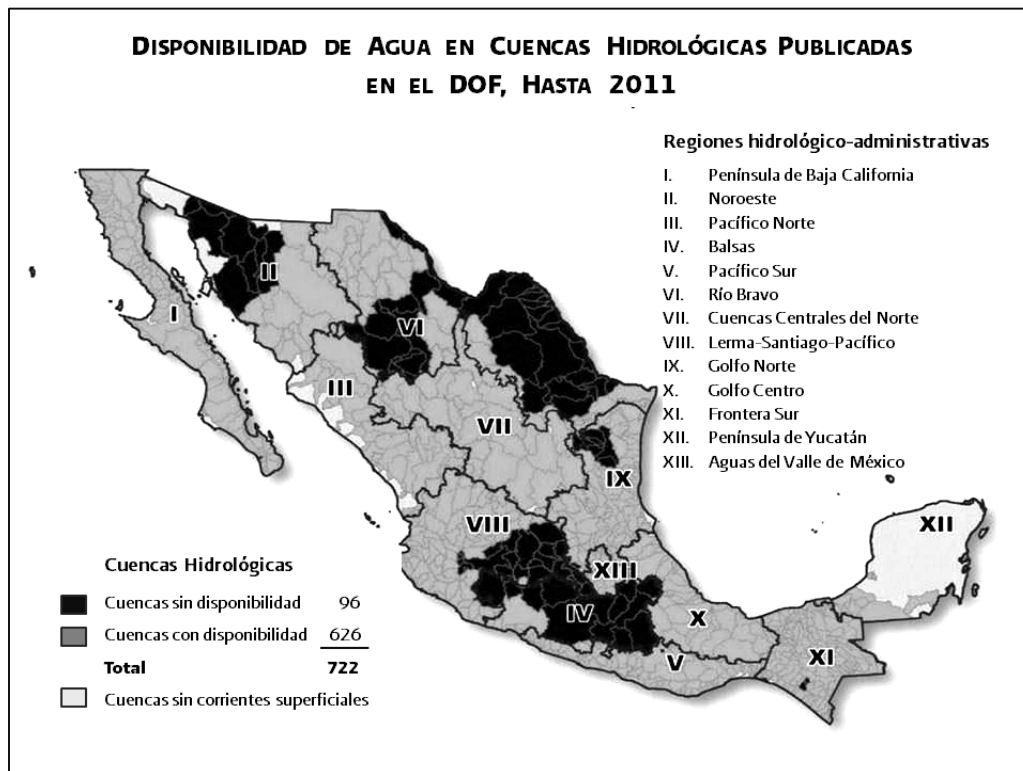 DISPONIBILIDAD DE AGUA EN CUENCAS HIDROLÓGICAS PUBLICADAS
EN EL DOF, HASTA 2011
Regiones hidrológico-administrativas
I. Península de Baja California
II. Noroeste
III. Pacífico Norte
IV. Balsas
V. Pacífico Sur
VI. Río Bravo
VII. Cuencas Centrales del Norte
VIII. Lerma-Santiago-Pacífico
IX. Golfo Norte
X. Golfo Centro
XI. Frontera Sur
XII. Península de Yucatán
XIII. Aguas del Valle de México
II
I
VI
III
VII
IX
VIII
XII
XIII
IV
X
V
XI
Cuencas Hidrológicas
Cuencas sin disponibilidad 96
Cuencas con disponibilidad 626
Total 722
Cuencas sin corrientes superficiales